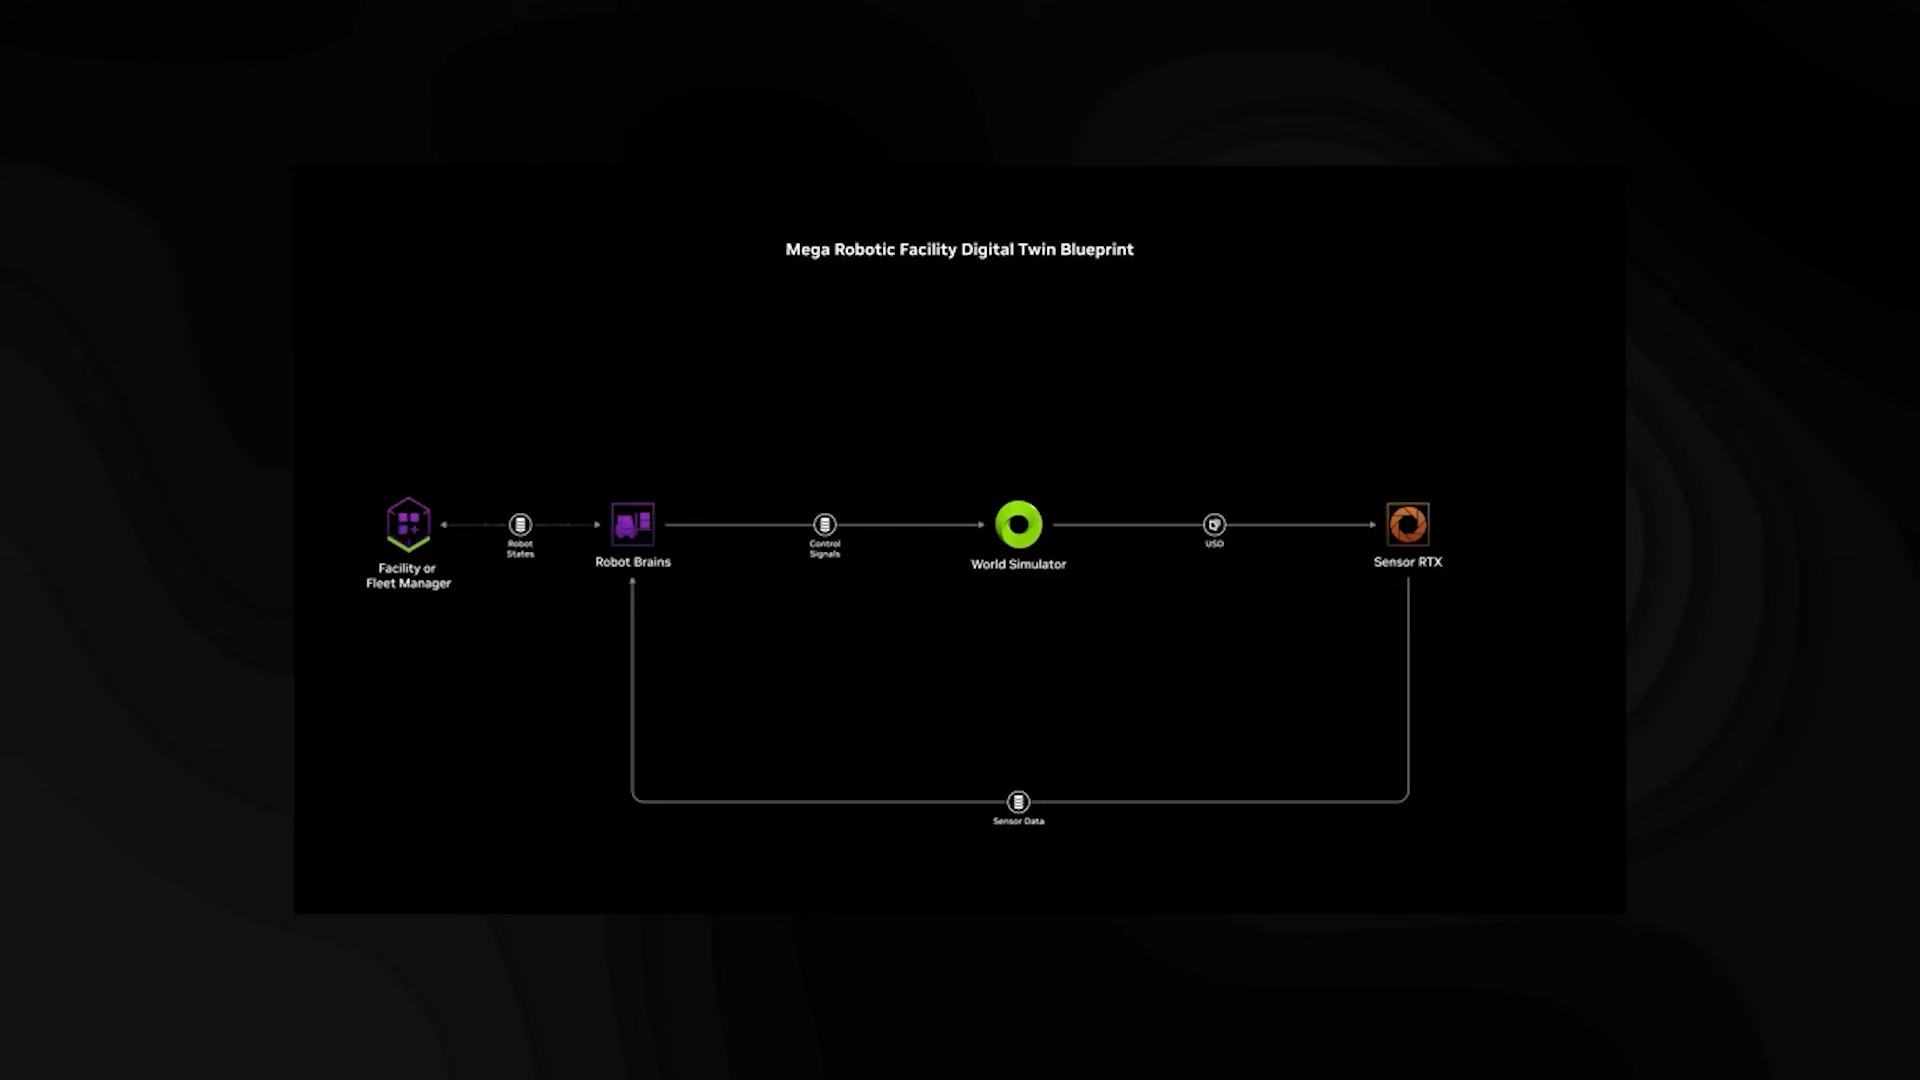 Mega Robotic Facility Digital Twin Blueprint
Facility or
Fleet Manager
Robot
States
Robot Brains
Control
Signals
World Simulator
USD
Sensor RTX
Sensor Data